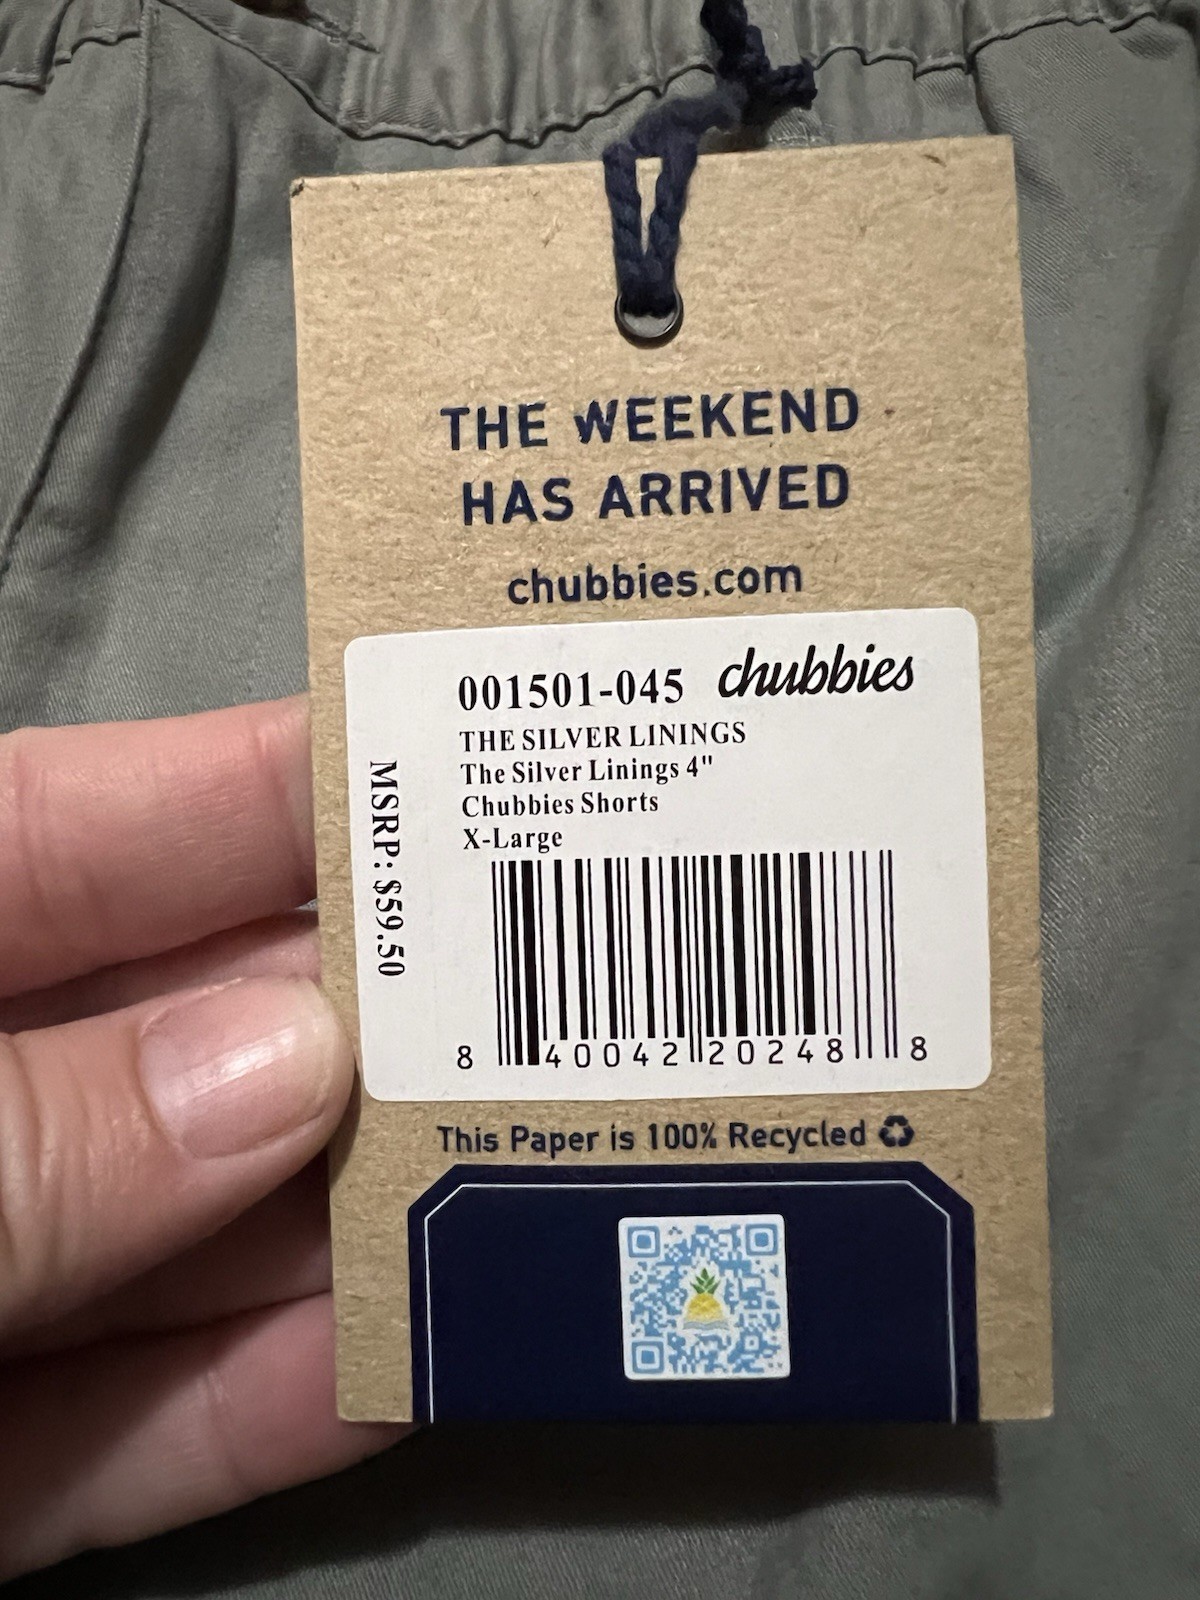 THE WEEKEND
HAS ARRIVED
chubbies.com
001501-045 chubbies
THE SILVER LININGS
The Silver Linings 4"
Chubbies Shorts
X-Large
MSRP: $59.50
8 40042 20248 8
This Paper is 100% Recycled